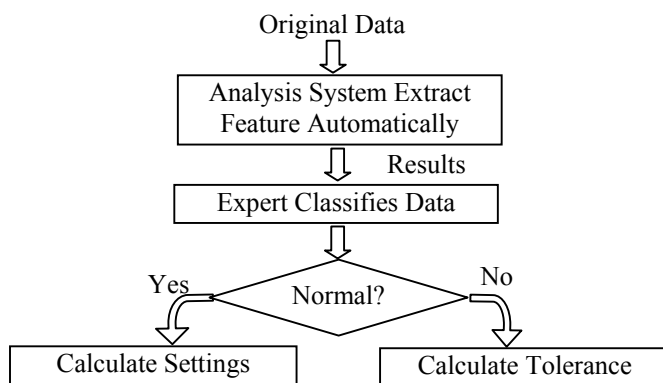 Original Data
Analysis System Extract
Feature Automatically
Results
Expert Classifies Data
Yes
No
Normal?
Calculate Settings
Calculate Tolerance